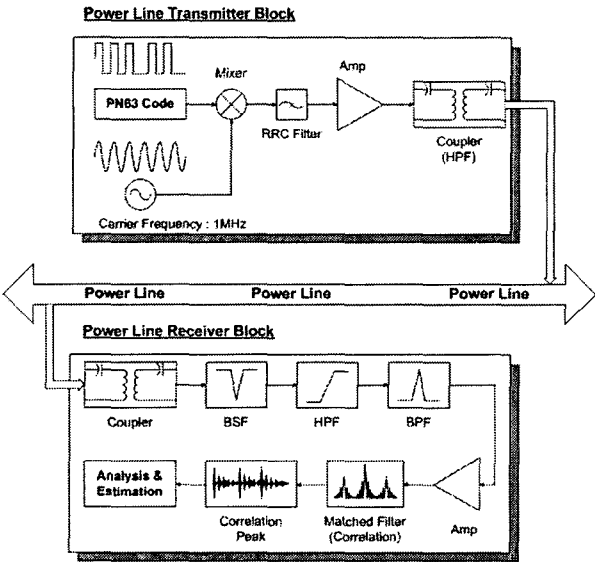 Power Line Transmitter Block
Amp
Mixer
PN63 Code
RRC Filter
Coupler
(HPF)
Carrier Frequency : 1MHz
Power Line Power Line Power Line
Power Line Receiver Block
Coupler BSF HPF BPF
Analysis &
Estimation
Correlation
Peak
Matched Filter
(Correlation)
Amp